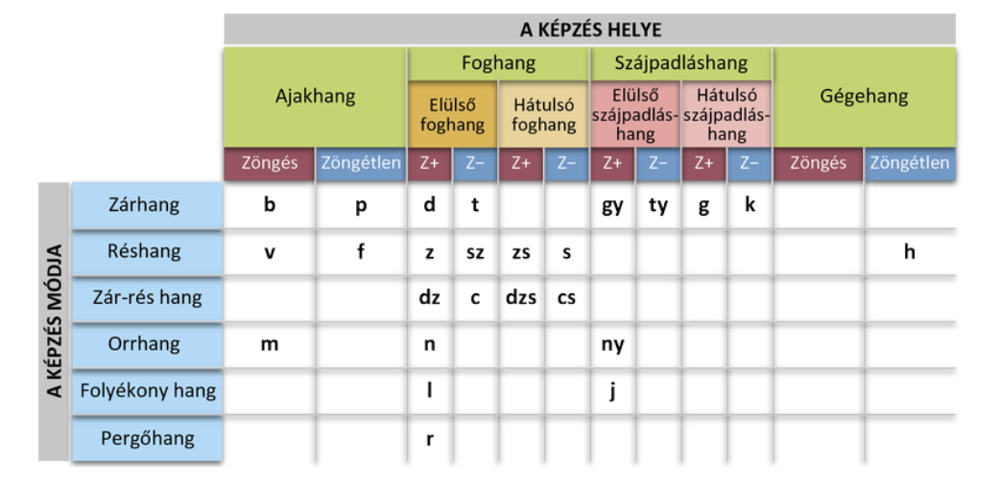 A KÉPZÉS HELYE
Ajakhang Foghang Szájpadláshang Gégehang
Elülső foghang Hátulsó foghang Elülső szájpadlás-hang Hátulsó szájpadlás-hang
Zöngés Zöngétlen Z+ Z– Z+ Z– Z+ Z– Z+ Z– Zöngés Zöngétlen
A KÉPZÉS MÓDJA
Zárhang b p d t gy ty g k
Réshang v f z sz zs s h
Zár-rés hang dz c dzs cs
Orrhang m n ny
Folyékony hang l j
Pergőhang r